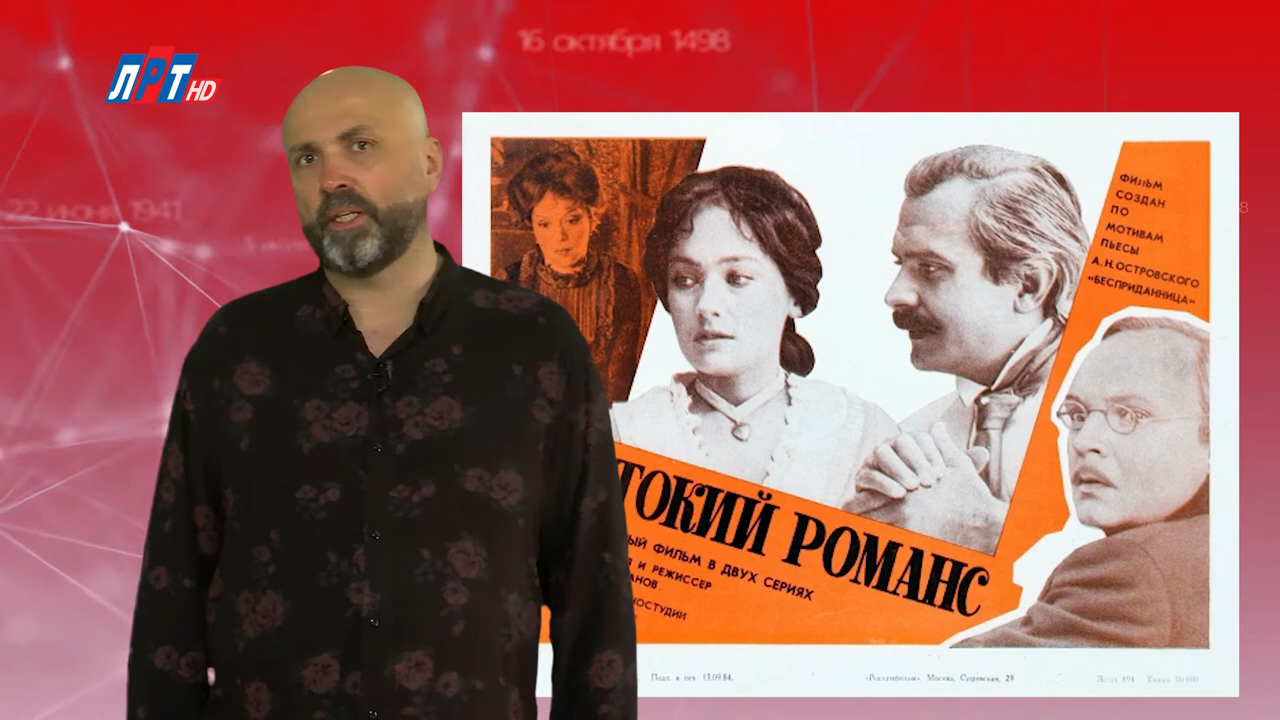 16 октября 1498
ЛРТ HD
22 июня 1941
ФИЛЬМ
СОЗДАН
ПО
МОТИВАМ
ПЬЕСЫ
А.Н.ОСТРОВСКОГО
«БЕСПРИДАННИЦА»
ТОКИЙ РОМАНС
ЫЙ ФИЛЬМ В ДВУХ СЕРИЯХ
И РЕЖИССЕР
АНОВ
НОСТУДИИ
Подп. к печ. 13.09.84. «Рекламфильм». Москва, Сущевская, 29